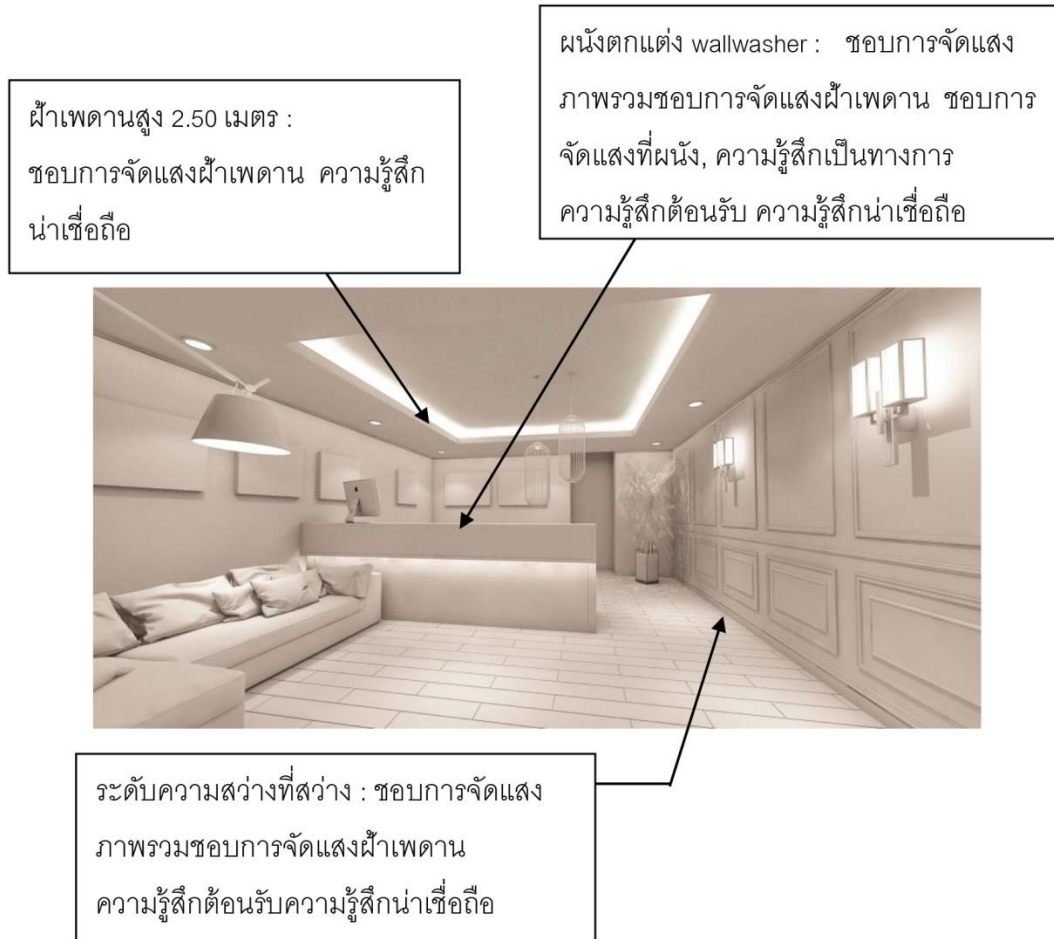 ผนังตกแต่ง wallwasher : ชอบการจัดแสง
ภาพรวมชอบการจัดแสงฝ้าเพดาน ชอบการ
จัดแสงที่ผนัง, ความรู้สึกเป็นทางการ
ความรู้สึกต้อนรับ ความรู้สึกน่าเชื่อถือ
ฝ้าเพดานสูง 2.50 เมตร :
ชอบการจัดแสงฝ้าเพดาน ความรู้สึก
น่าเชื่อถือ
ระดับความสว่างที่สว่าง : ชอบการจัดแสง
ภาพรวมชอบการจัดแสงฝ้าเพดาน
ความรู้สึกต้อนรับความรู้สึกน่าเชื่อถือ